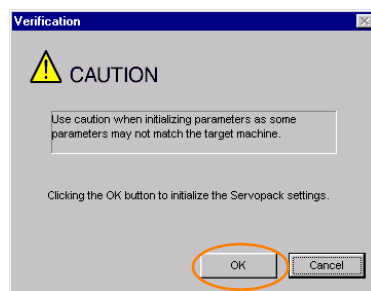 Verification
CAUTION
Use caution when initializing parameters as some
parameters may not match the target machine.
Clicking the OK button to initialize the Servopack settings.
OK
Cancel